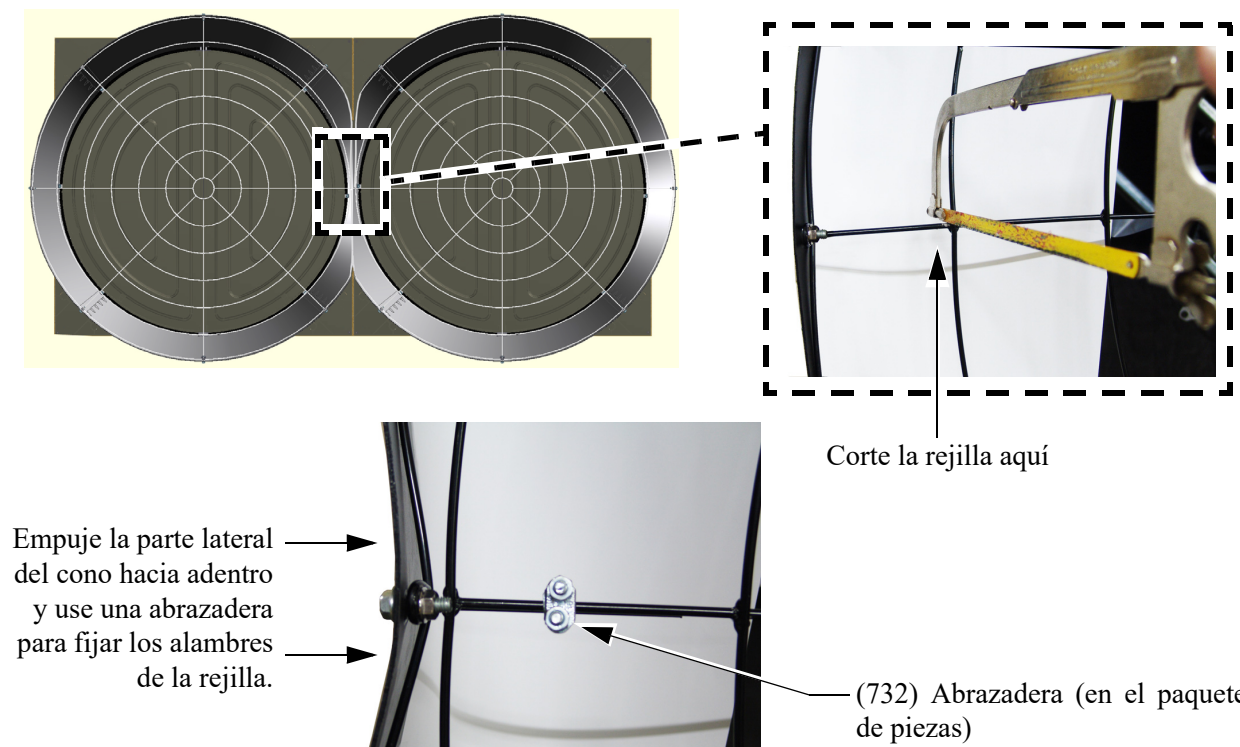 Corte la rejilla aquí
Empuje la parte lateral
del cono hacia adentro
y use una abrazadera
para fijar los alambres
de la rejilla.
(732) Abrazadera (en el paquete
de piezas)